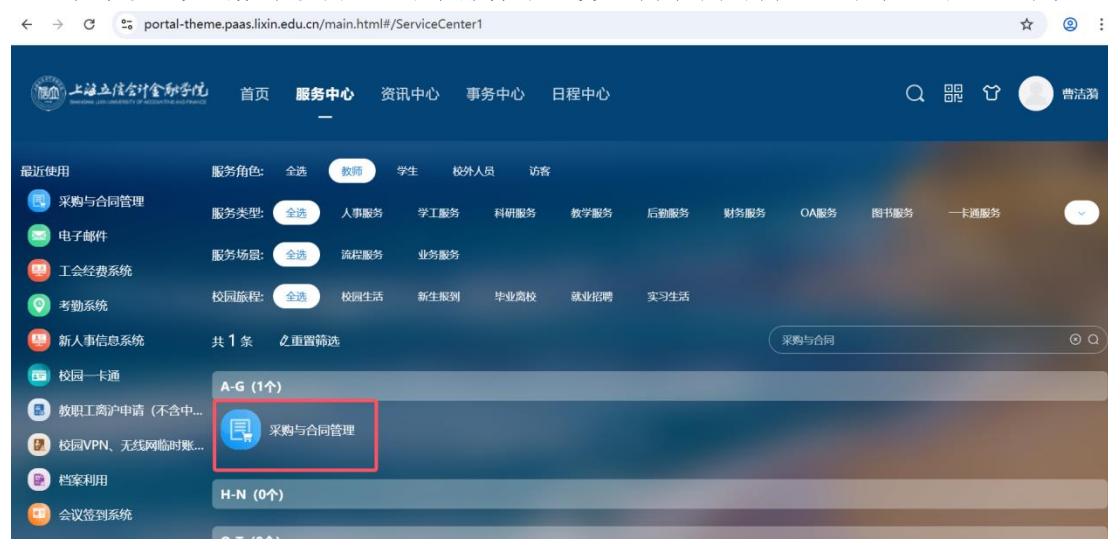 portal-theme.paas.lixin.edu.cn/main.html#/ServiceCenter1
上海立信会计金融学院
SHANGHAI LIXIN UNIVERSITY OF ACCOUNTING AND FINANCE
首页 服务中心 资讯中心 事务中心 日程中心 曹洁漪
最近使用
采购与合同管理
电子邮件
工会经费系统
考勤系统
新人事信息系统
校园一卡通
教职工离沪申请（不含中...
校园VPN、无线网临时账...
档案利用
会议签到系统
服务角色: 全选 教师 学生 校外人员 访客
服务类型: 全选 人事服务 学工服务 科研服务 教学服务 后勤服务 财务服务 OA服务 图书服务 一卡通服务
服务场景: 全选 流程服务 业务服务
校园旅程: 全选 校园生活 新生报到 毕业离校 就业招聘 实习生活
共 1 条 重置筛选 采购与合同
A-G (1个)
采购与合同管理
H-N (0个)